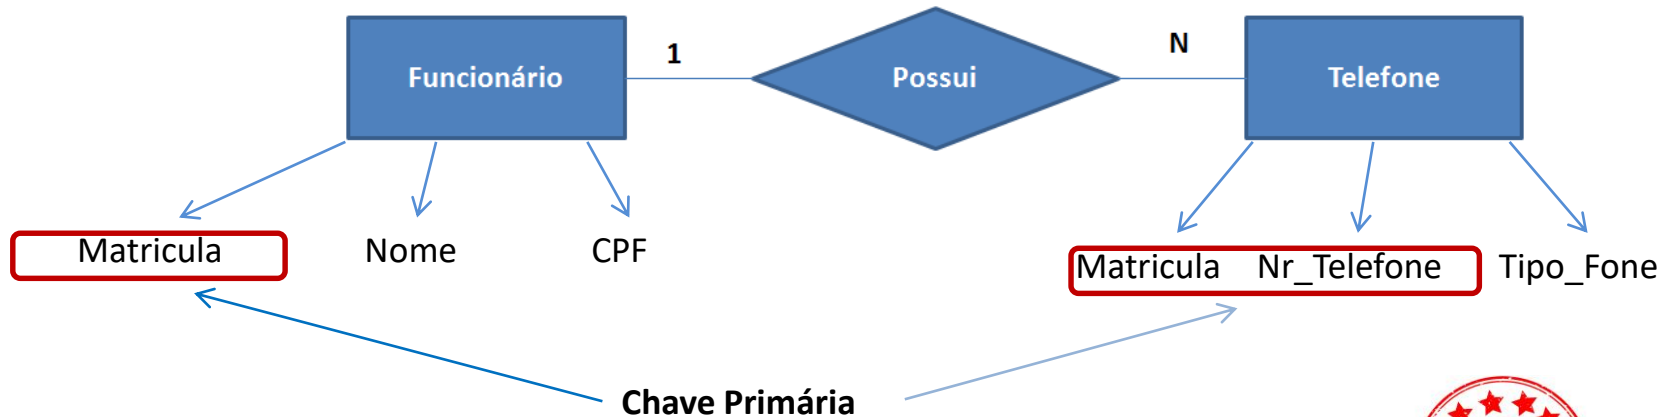 Funcionário 1 Possui N Telefone
Matricula Nome CPF
Matricula Nr_Telefone Tipo_Fone
Chave Primária